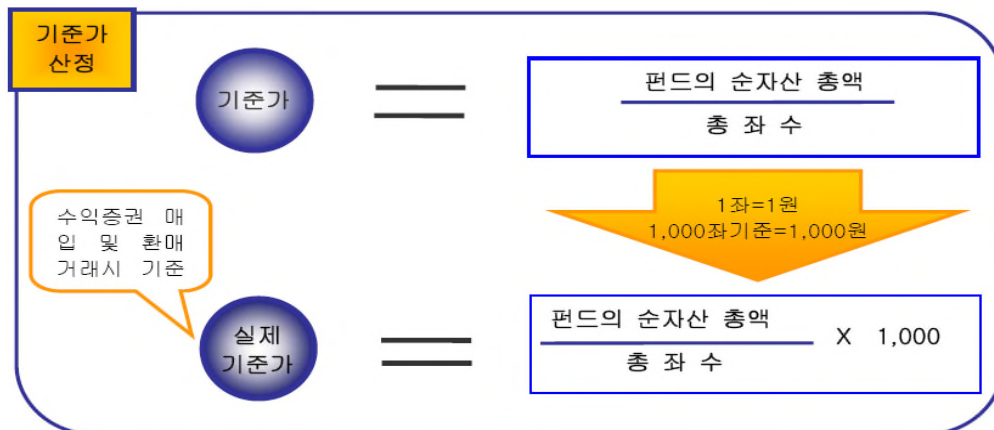 기준가
산정
기준가
펀드의 순자산 총액
총 좌 수
1좌=1원
1,000좌기준=1,000원
수익증권 매
입 및 환매
거래시 기준
실제
기준가
펀드의 순자산 총액
총 좌 수
X 1,000